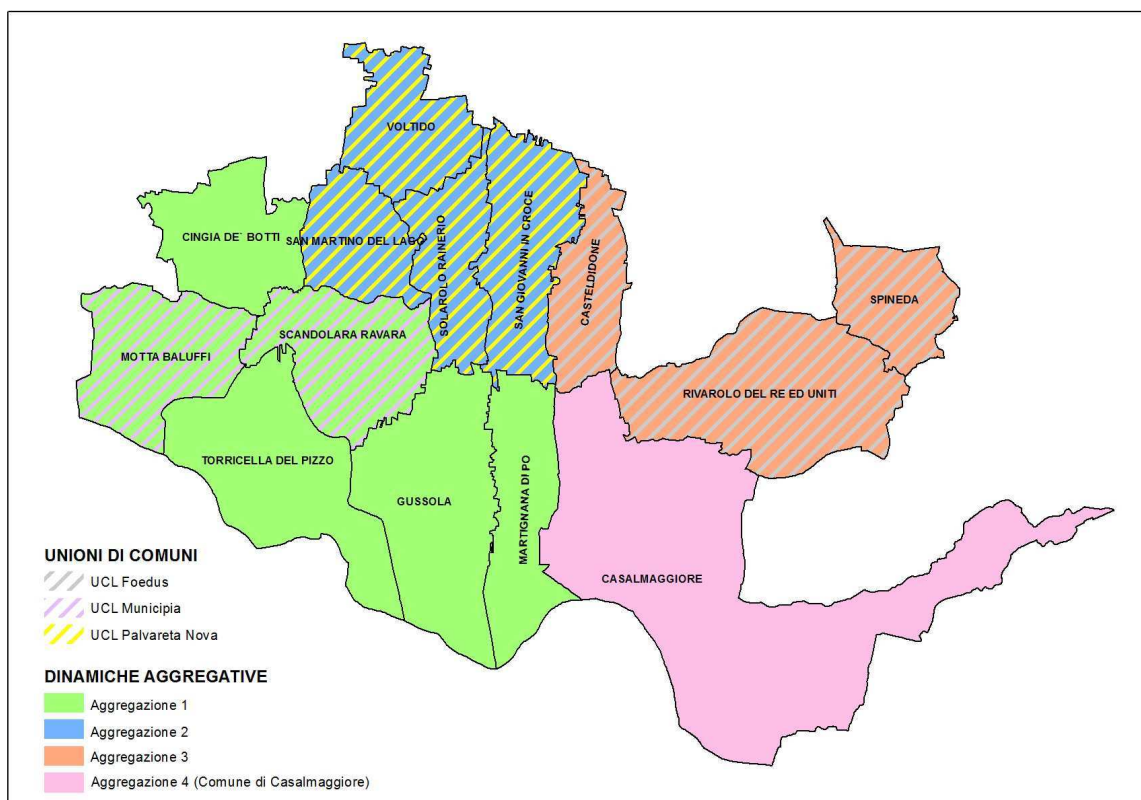 VOLTIDO
CINGIA DE` BOTTI
SAN MARTINO DEL LAGO
SOLAROLO RAINERIO
SAN GIOVANNI IN CROCE
CASTELDIDONE
SPINEDA
MOTTA BALUFFI
SCANDOLARA RAVARA
RIVAROLO DEL RE ED UNITI
TORRICELLA DEL PIZZO
GUSSOLA
MARTIGNANA DI PO
CASALMAGGIORE
UNIONI DI COMUNI
UCL Foedus
UCL Municipia
UCL Palvareta Nova
DINAMICHE AGGREGATIVE
Aggregazione 1
Aggregazione 2
Aggregazione 3
Aggregazione 4 (Comune di Casalmaggiore)